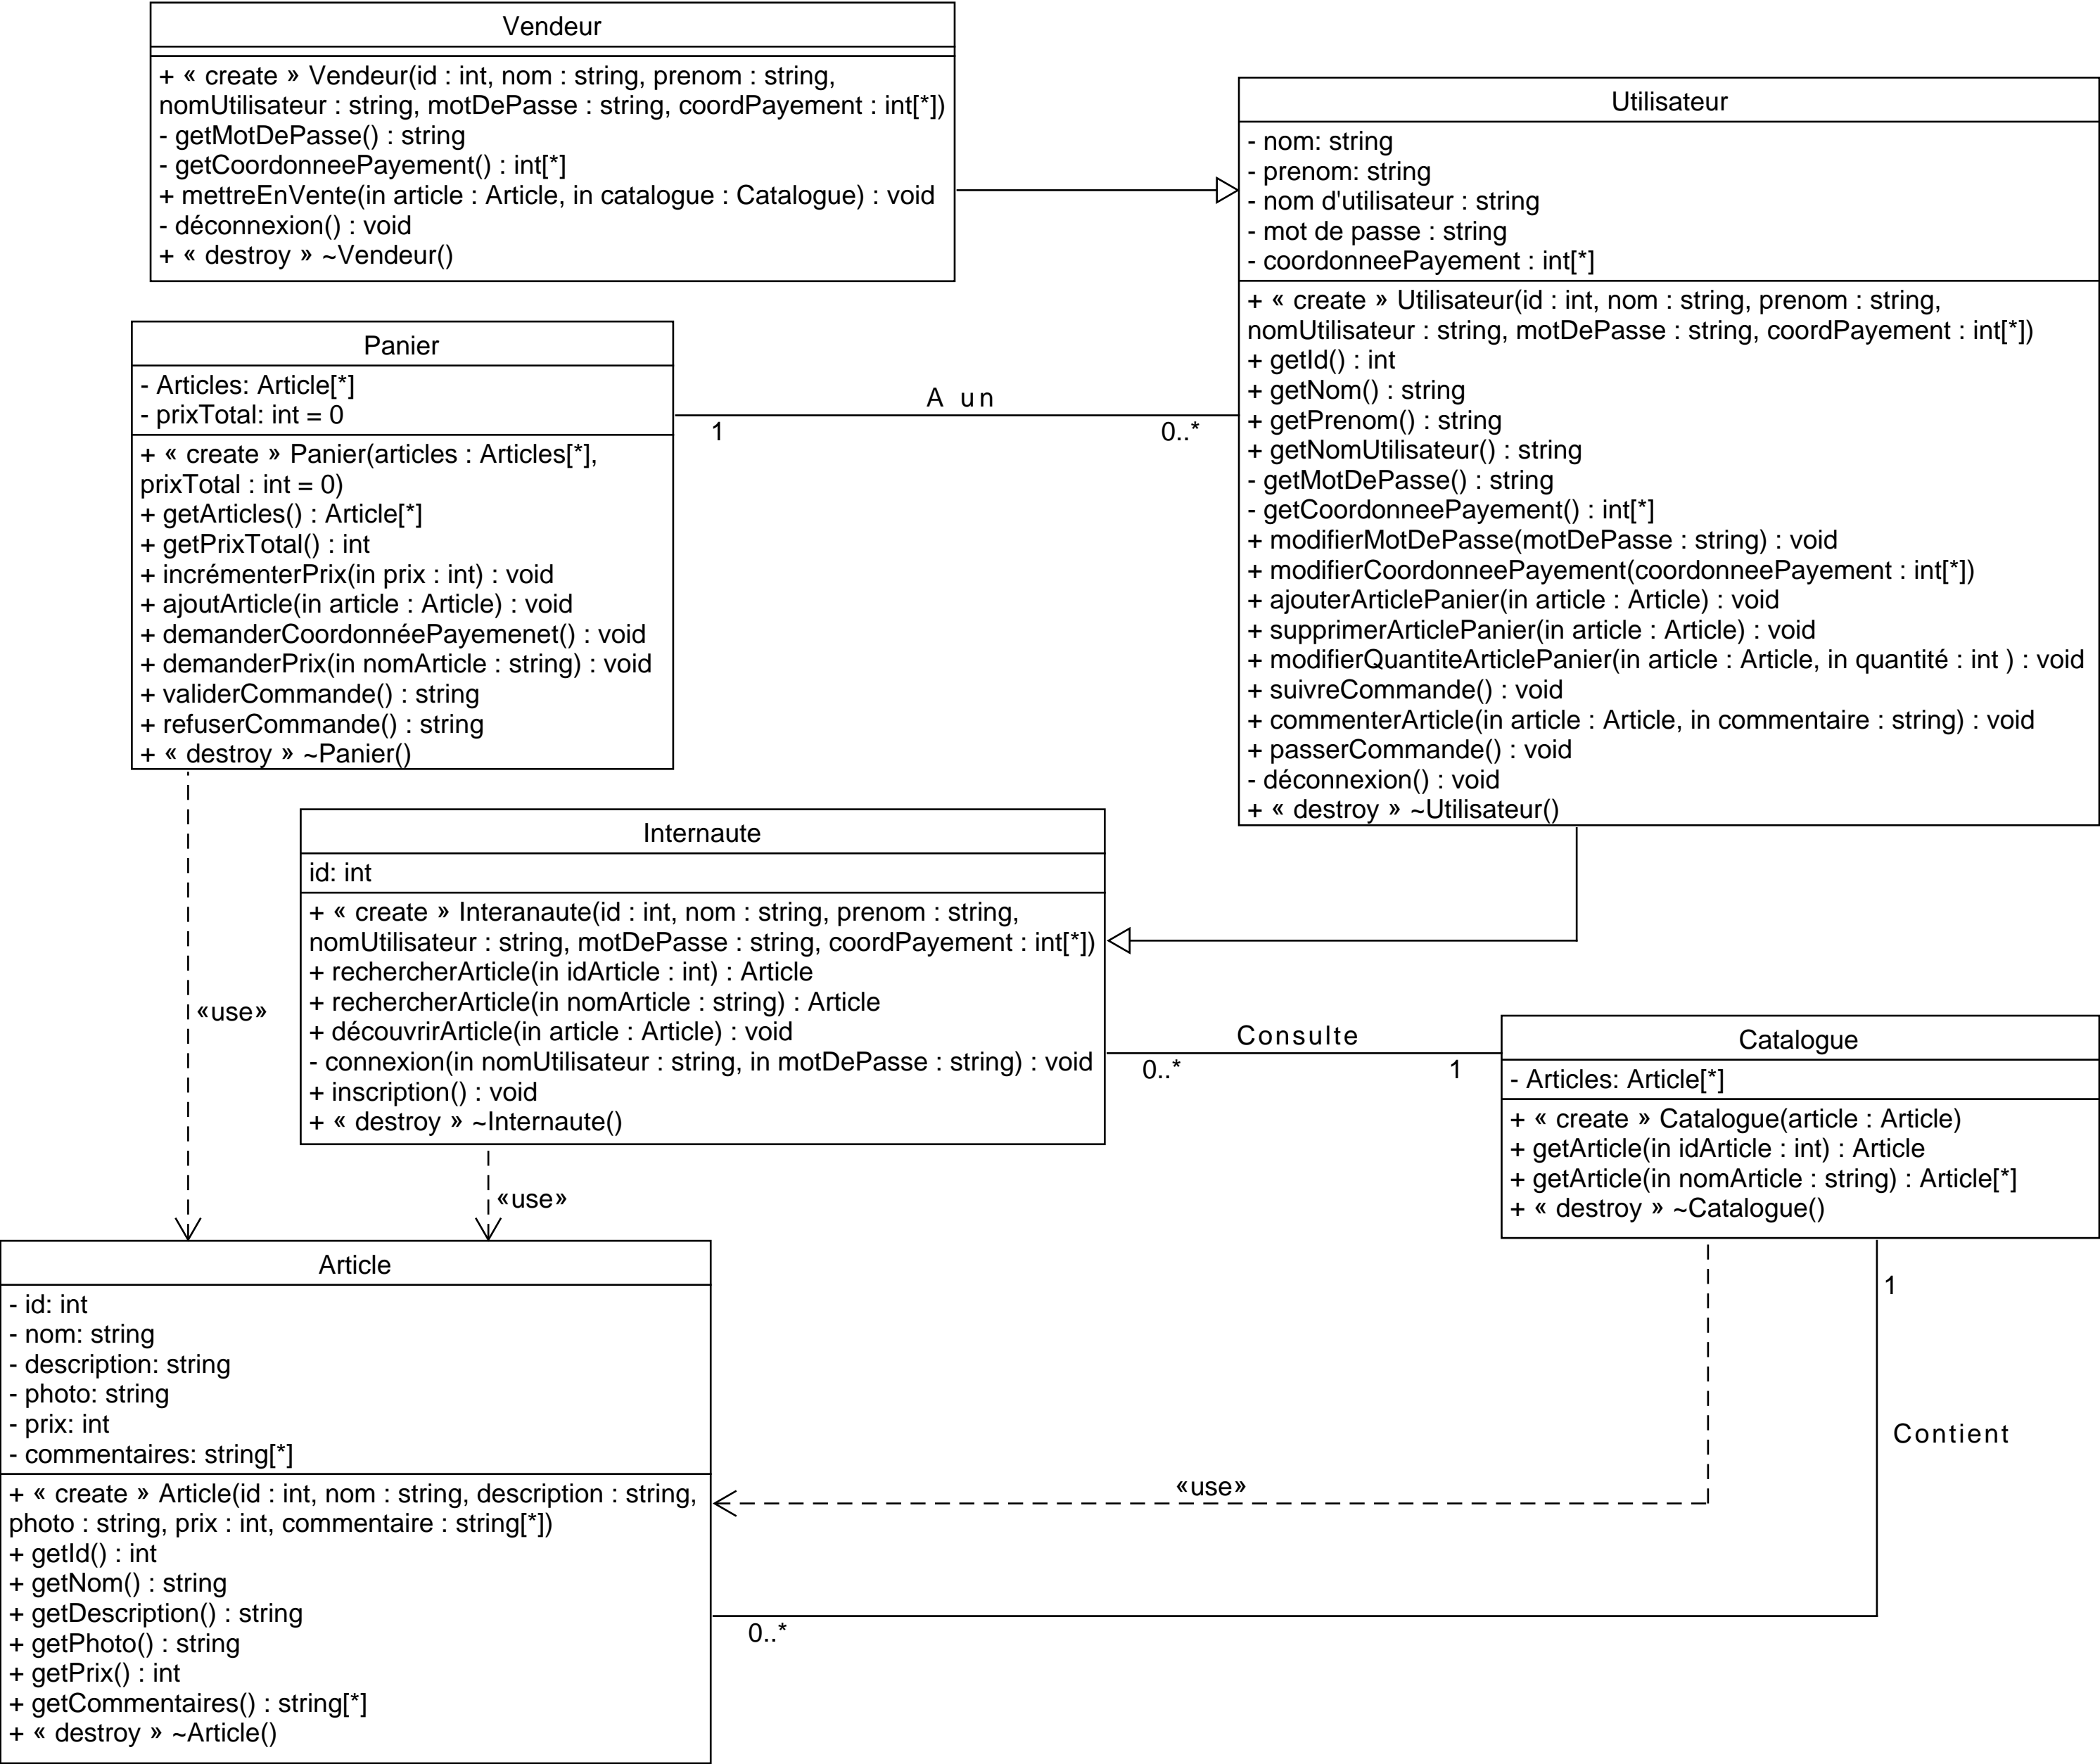 Vendeur
+ « create » Vendeur(id : int, nom : string, prenom : string,
nomUtilisateur : string, motDePasse : string, coordPayement : int[*])
- getMotDePasse() : string
- getCoordonneePayement() : int[*]
+ mettreEnVente(in article : Article, in catalogue : Catalogue) : void
- déconnexion() : void
+ « destroy » ~Vendeur()
Utilisateur
- nom: string
- prenom: string
- nom d'utilisateur : string
- mot de passe : string
- coordonneePayement : int[*]
+ « create » Utilisateur(id : int, nom : string, prenom : string,
nomUtilisateur : string, motDePasse : string, coordPayement : int[*])
+ getId() : int
+ getNom() : string
+ getPrenom() : string
+ getNomUtilisateur() : string
- getMotDePasse() : string
- getCoordonneePayement() : int[*]
+ modifierMotDePasse(motDePasse : string) : void
+ modifierCoordonneePayement(coordonneePayement : int[*])
+ ajouterArticlePanier(in article : Article) : void
+ supprimerArticlePanier(in article : Article) : void
+ modifierQuantiteArticlePanier(in article : Article, in quantité : int ) : void
+ suivreCommande() : void
+ commenterArticle(in article : Article, in commentaire : string) : void
+ passerCommande() : void
- déconnexion() : void
+ « destroy » ~Utilisateur()
Panier
- Articles: Article[*]
- prixTotal: int = 0
+ « create » Panier(articles : Articles[*],
prixTotal : int = 0)
+ getArticles() : Article[*]
+ getPrixTotal() : int
+ incrémenterPrix(in prix : int) : void
+ ajoutArticle(in article : Article) : void
+ demanderCoordonnéePayemenet() : void
+ demanderPrix(in nomArticle : string) : void
+ validerCommande() : string
+ refuserCommande() : string
+ « destroy » ~Panier()
A un
1
0..*
Internaute
id: int
+ « create » Interanaute(id : int, nom : string, prenom : string,
nomUtilisateur : string, motDePasse : string, coordPayement : int[*])
+ rechercherArticle(in idArticle : int) : Article
+ rechercherArticle(in nomArticle : string) : Article
+ découvrirArticle(in article : Article) : void
- connexion(in nomUtilisateur : string, in motDePasse : string) : void
+ inscription() : void
+ « destroy » ~Internaute()
«use»
«use»
Consulte
0..*
1
Catalogue
- Articles: Article[*]
+ « create » Catalogue(article : Article)
+ getArticle(in idArticle : int) : Article
+ getArticle(in nomArticle : string) : Article[*]
+ « destroy » ~Catalogue()
1
Contient
«use»
0..*
Article
- id: int
- nom: string
- description: string
- photo: string
- prix: int
- commentaires: string[*]
+ « create » Article(id : int, nom : string, description : string,
photo : string, prix : int, commentaire : string[*])
+ getId() : int
+ getNom() : string
+ getDescription() : string
+ getPhoto() : string
+ getPrix() : int
+ getCommentaires() : string[*]
+ « destroy » ~Article()